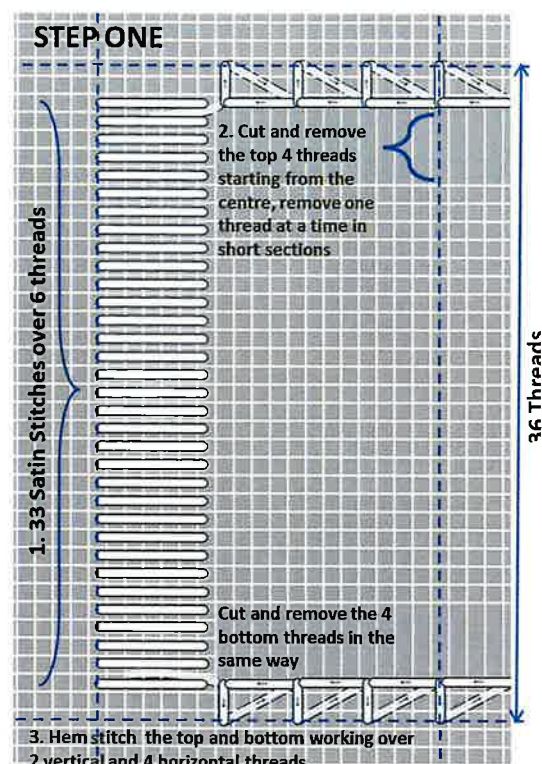 STEP ONE
2. Cut and remove
the top 4 threads
starting from the
centre, remove one
thread at a time in
short sections
1. 33 Satin Stitches over 6 threads
36 Threads
Cut and remove the 4
bottom threads in the
same way
3. Hem stitch the top and bottom working over
2 vertical and 4 horizontal threads